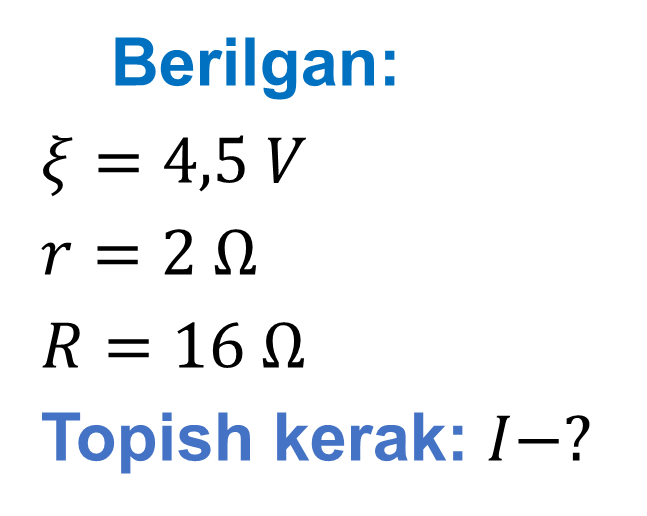 Berilgan:
ξ = 4,5 V
r = 2 Ω
R = 16 Ω
Topish kerak: I−?